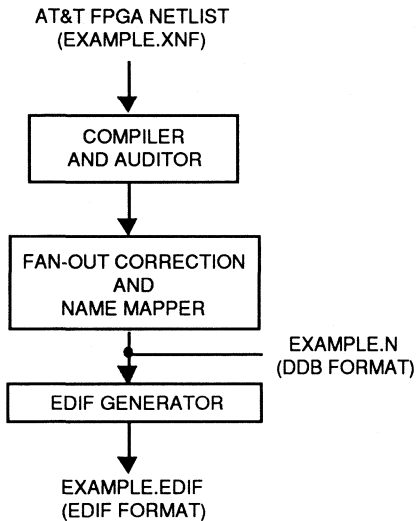 AT&T FPGA NETLIST
(EXAMPLE.XNF)
COMPILER
AND AUDITOR
FAN-OUT CORRECTION
AND
NAME MAPPER
EXAMPLE.N
(DDB FORMAT)
EDIF GENERATOR
EXAMPLE.EDIF
(EDIF FORMAT)